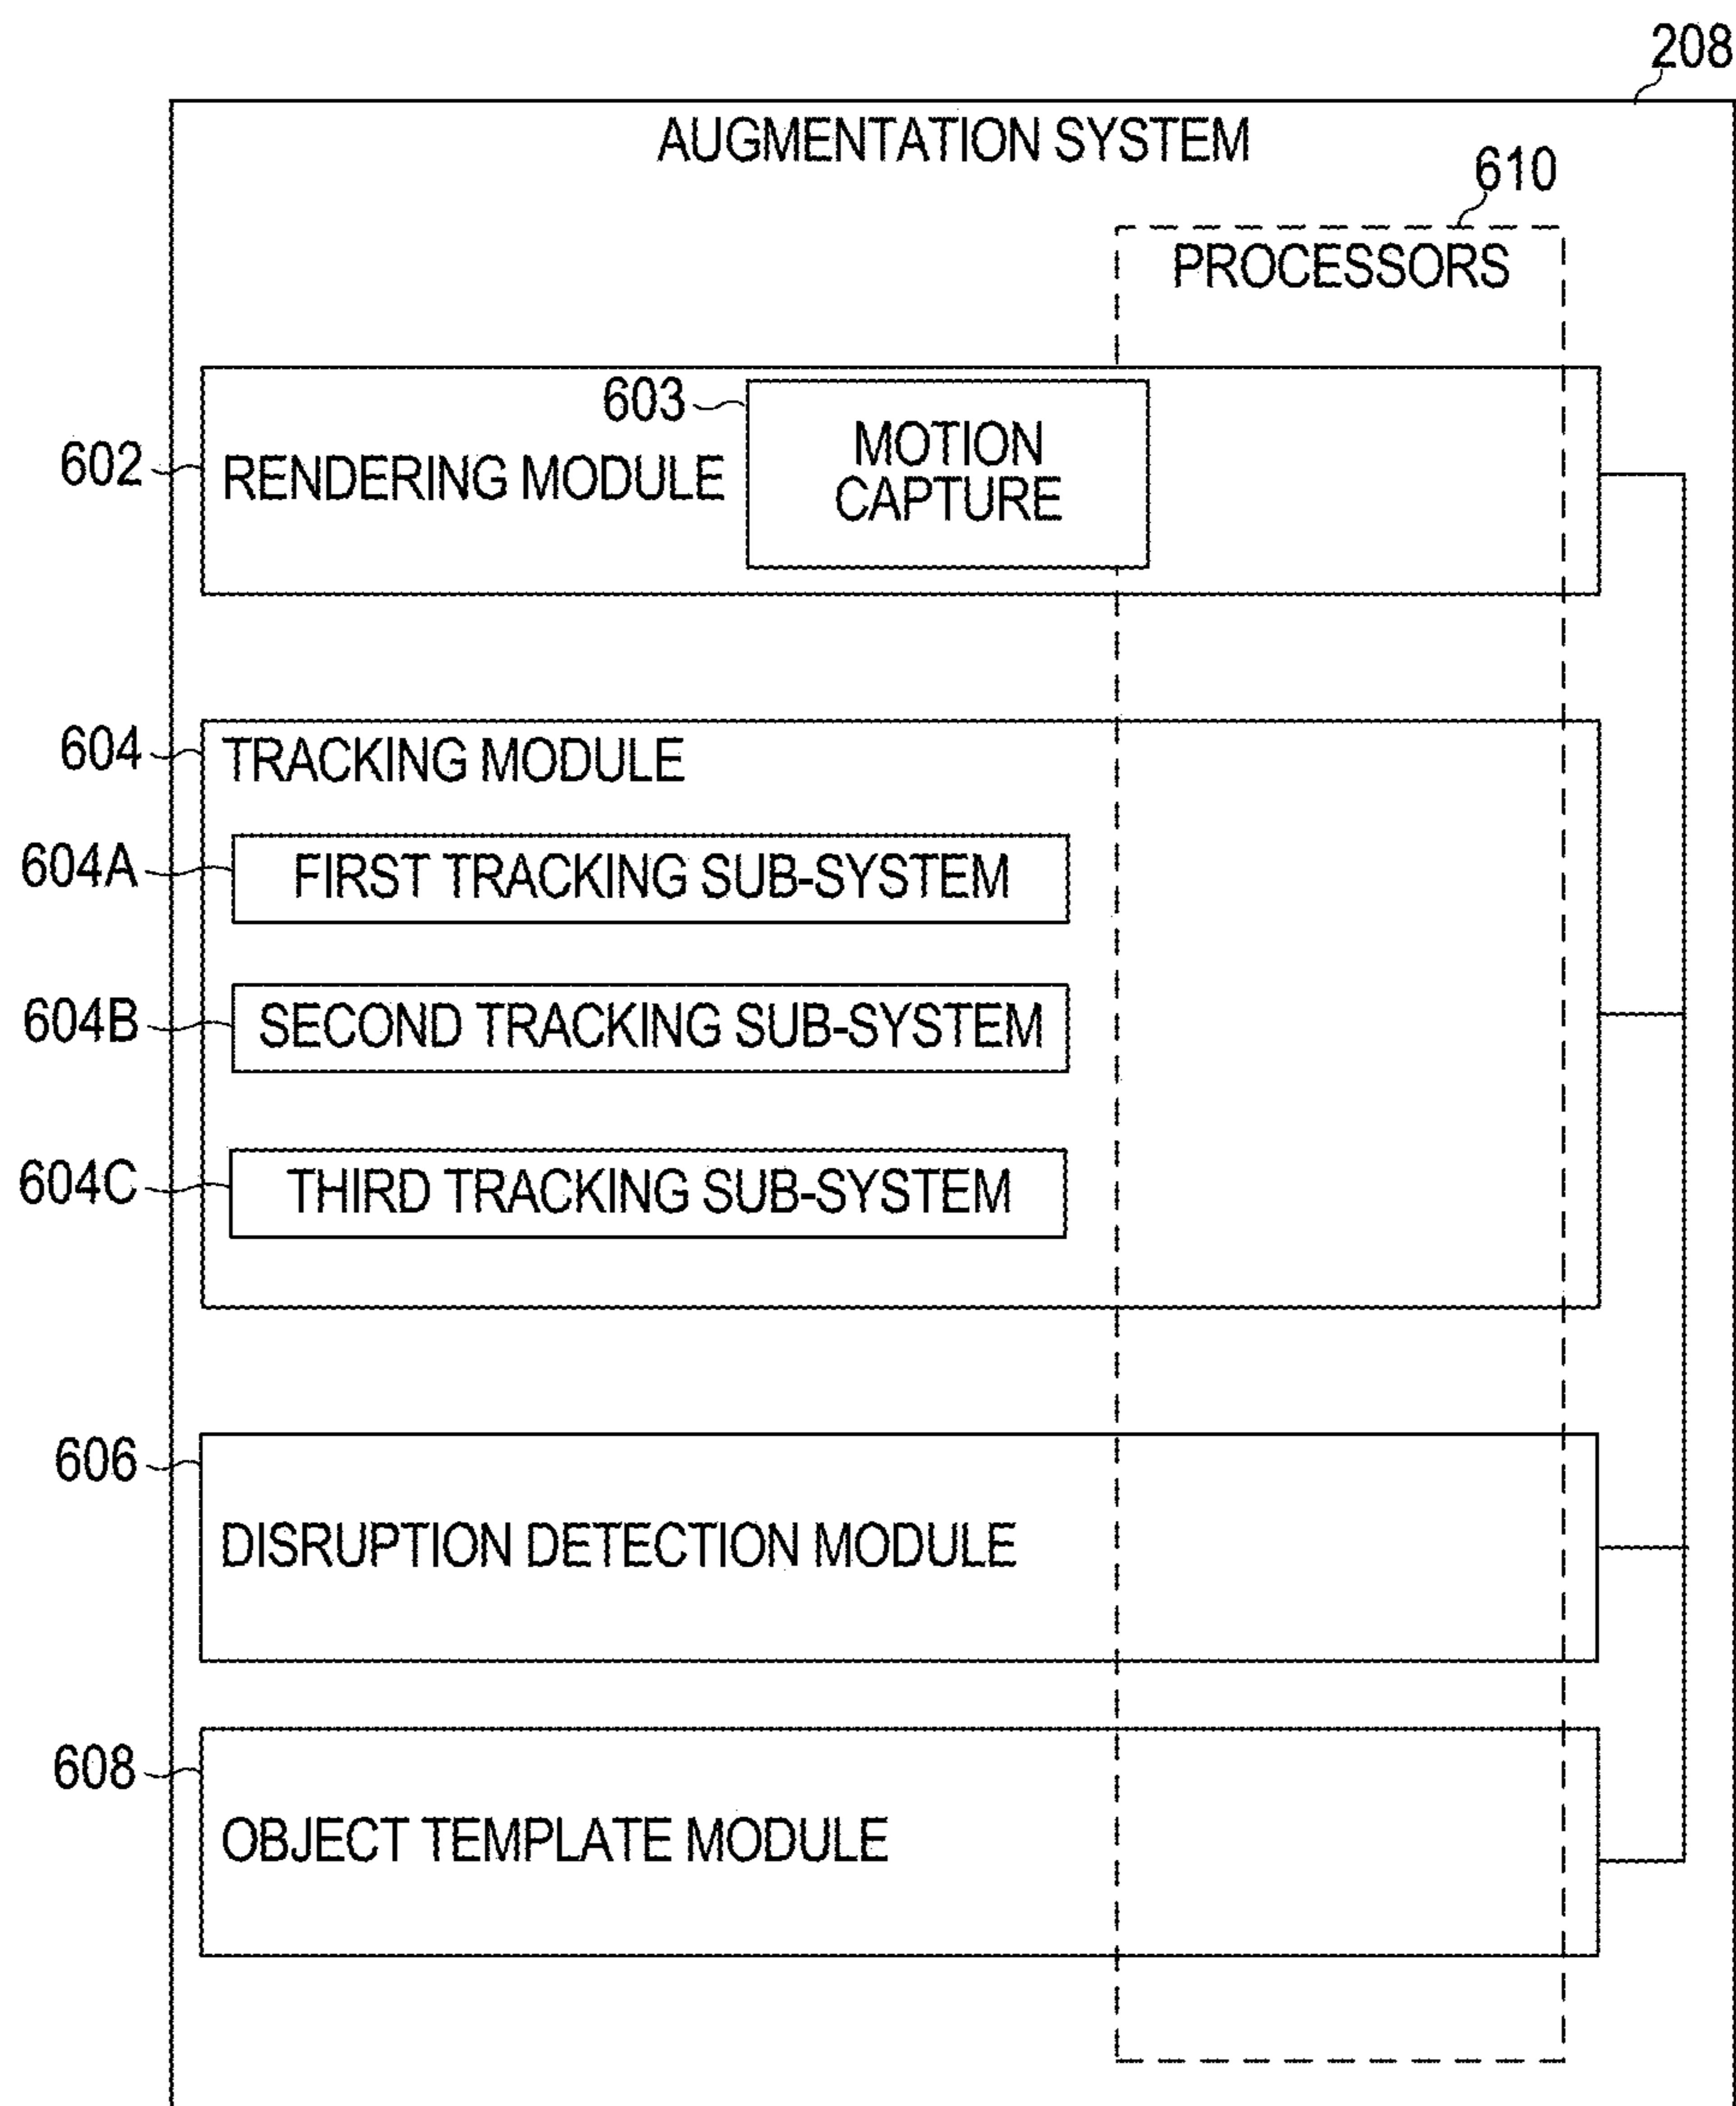 208
AUGMENTATION SYSTEM
610
PROCESSORS
603
MOTION
CAPTURE
602
RENDERING MODULE
604
TRACKING MODULE
604A
FIRST TRACKING SUB-SYSTEM
604B
SECOND TRACKING SUB-SYSTEM
604C
THIRD TRACKING SUB-SYSTEM
606
DISRUPTION DETECTION MODULE
608
OBJECT TEMPLATE MODULE